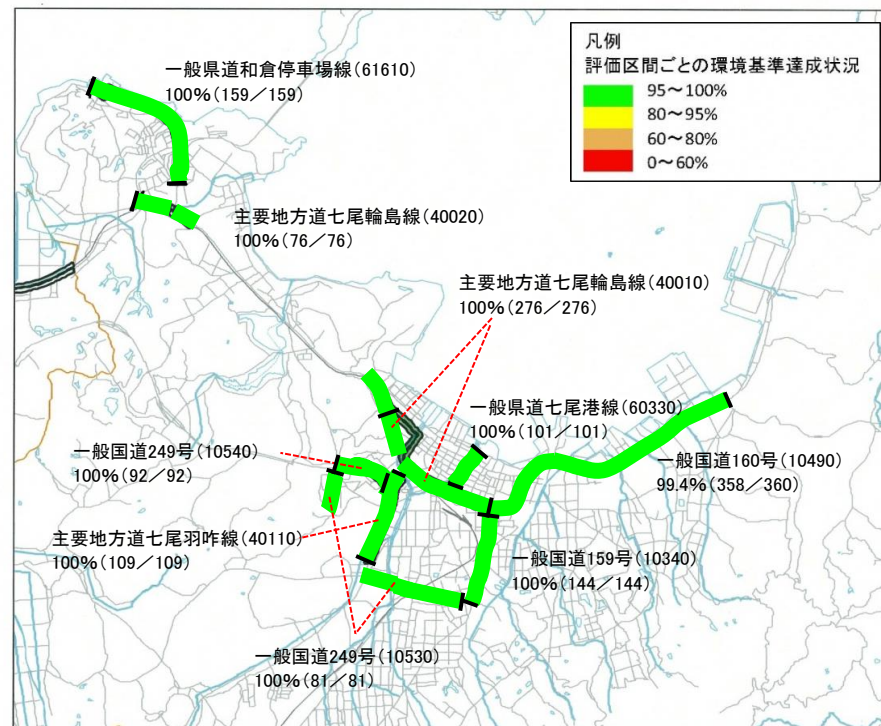 凡例
評価区間ごとの環境基準達成状況
95～100%
80～95%
60～80%
0～60%
一般県道和倉停車場線(61610)
100%(159／159)
主要地方道七尾輪島線(40020)
100%(76／76)
主要地方道七尾輪島線(40010)
100%(276／276)
一般県道七尾港線(60330)
100%(101／101)
一般国道249号(10540)
100%(92／92)
一般国道160号(10490)
99.4%(358／360)
主要地方道七尾羽咋線(40110)
100%(109／109)
一般国道159号(10340)
100%(144／144)
一般国道249号(10530)
100%(81／81)